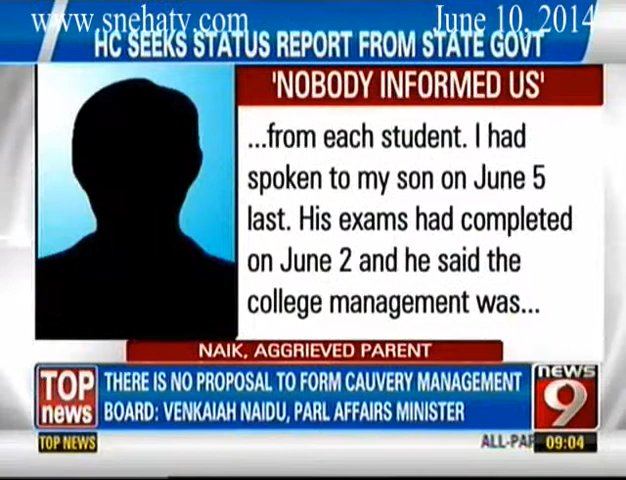 www.snehatv.com June 10, 2014
HC SEEKS STATUS REPORT FROM STATE GOVT
'NOBODY INFORMED US'
...from each student. I had
spoken to my son on June 5
last. His exams had completed
on June 2 and he said the
college management was...
NAIK, AGGRIEVED PARENT
TOP
news
THERE IS NO PROPOSAL TO FORM CAUVERY MANAGEMENT
BOARD: VENKAIAH NAIDU, PARL AFFAIRS MINISTER
NEWS
9
TOP NEWS
ALL-PAR
09:04